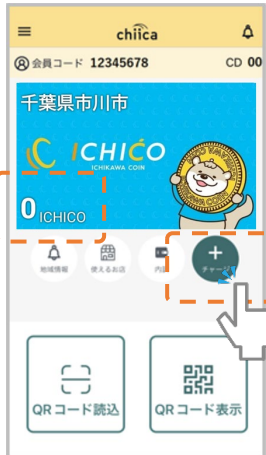 chiica
会員コード 12345678
CD 00
千葉県市川市
ICHICO
ICHIKAWA COIN
0 ICHICO
地域情報
使えるお店
チャージ
QRコード読込
QRコード表示